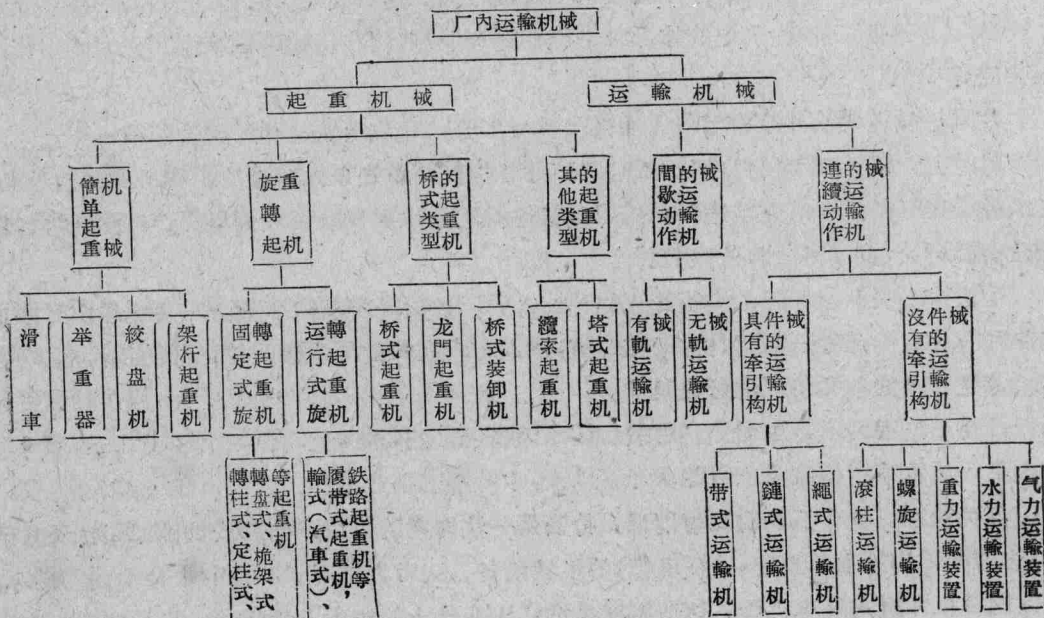 厂内运輸机械
起重机械
运輸机械
簡单起重
机械
旋轉起
重机
桥式类型
的起重机
其他类型
的起重机
間歇动作
的运輸机
械
連續动作
的运輸机
械
滑車
举重器
絞盘机
架杆起重机
固定式旋
轉起重机
运行式旋
轉起重机
桥式起重机
龙門起重机
桥式装卸机
纜索起重机
塔式起重机
有軌运輸机
械
无軌运輸机
械
具有牵引构
件的运輸机
械
沒有牵引构
件的运輸机
械
轉柱式、定柱式、
轉盘式、桅架式
等起重机
輪式(汽車式)、
履带式起重机,
鉄路起重机等
带式运輸机
鏈式运輸机
繩式运輸机
滾柱运輸机
螺旋运輸机
重力运輸装置
水力运輸装置
气力运輸装置